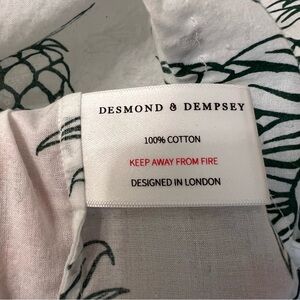 DESMOND & DEMPSEY
100% COTTON
KEEP AWAY FROM FIRE
DESIGNED IN LONDON